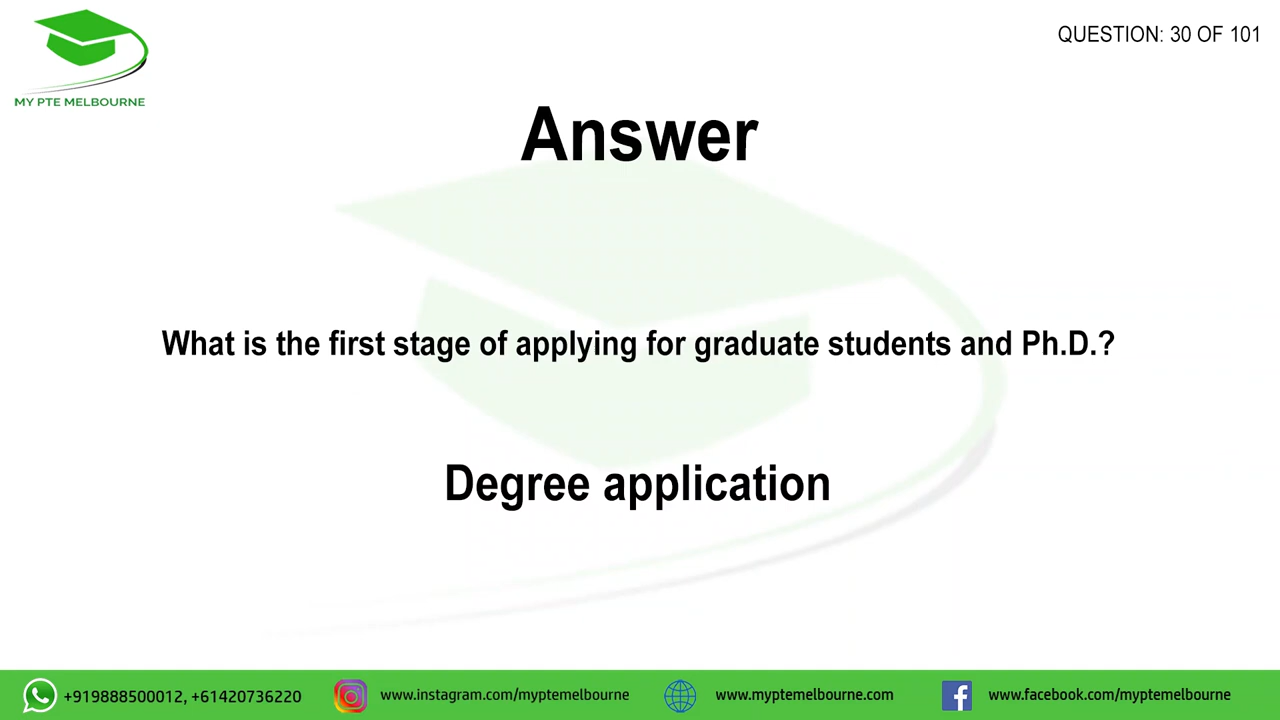 QUESTION: 30 OF 101
MY PTE MELBOURNE
Answer
What is the first stage of applying for graduate students and Ph.D.?
Degree application
+919888500012, +61420736220
www.instagram.com/myptemelbourne
www.myptemelbourne.com
www.facebook.com/myptemelbourne